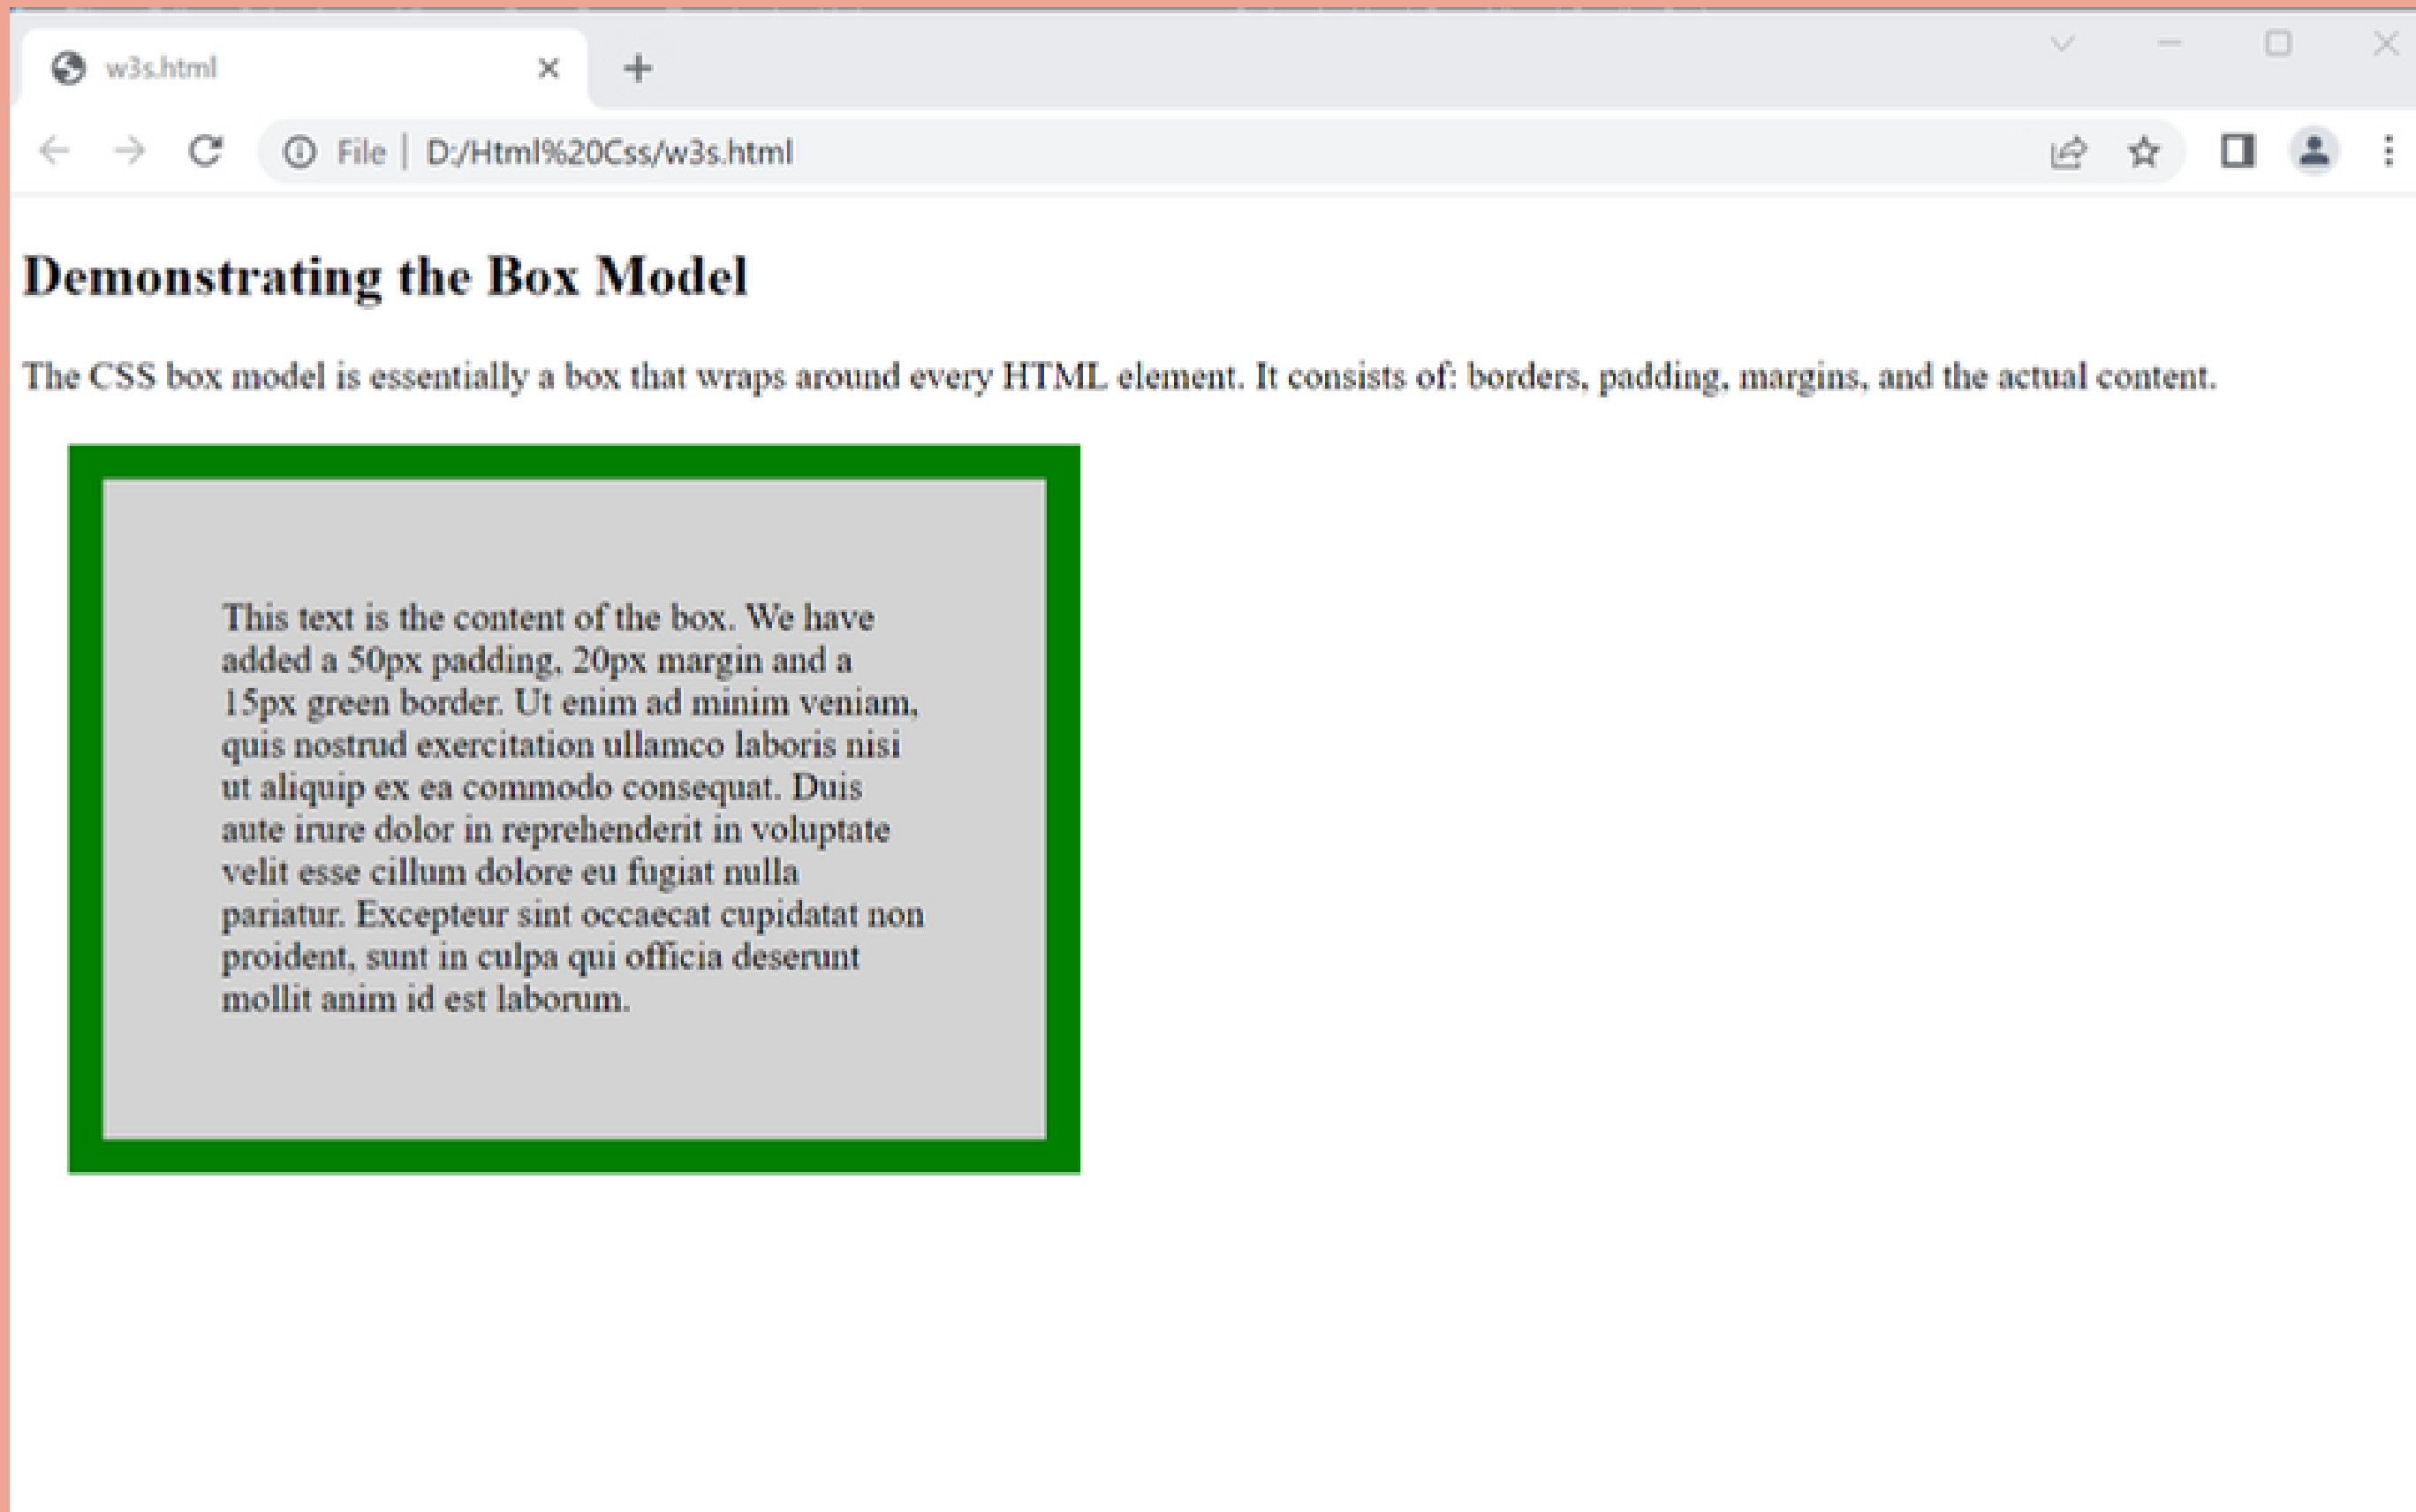 w3s.html
File | D:/Html%20Css/w3s.html
Demonstrating the Box Model
The CSS box model is essentially a box that wraps around every HTML element. It consists of: borders, padding, margins, and the actual content.
This text is the content of the box. We have
added a 50px padding, 20px margin and a
15px green border. Ut enim ad minim veniam,
quis nostrud exercitation ullamco laboris nisi
ut aliquip ex ea commodo consequat. Duis
aute irure dolor in reprehenderit in voluptate
velit esse cillum dolore eu fugiat nulla
pariatur. Excepteur sint occaecat cupidatat non
proident, sunt in culpa qui officia deserunt
mollit anim id est laborum.